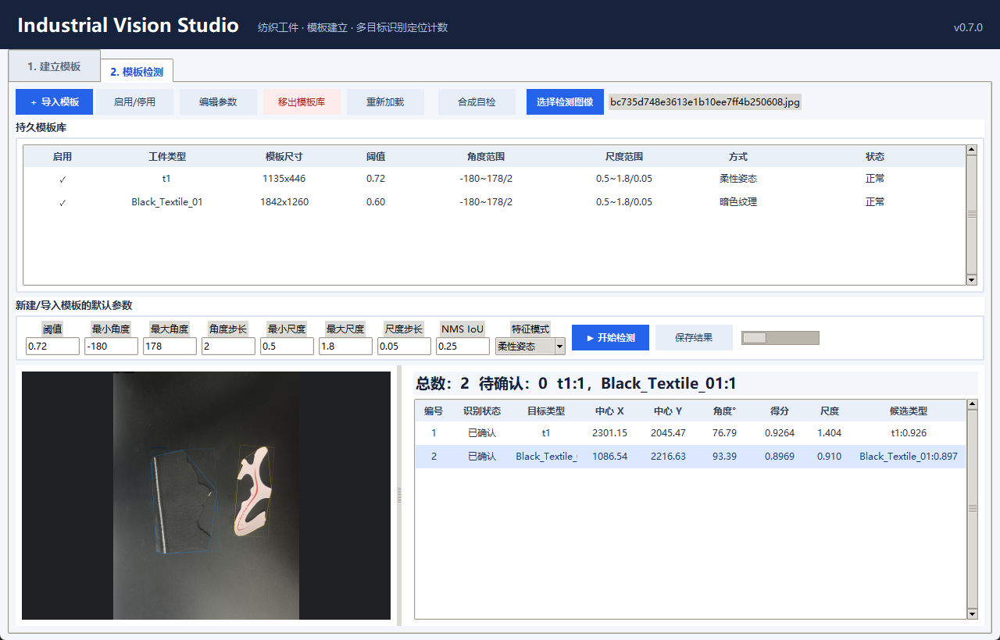 Industrial Vision Studio 纺织工件 · 模板建立 · 多目标识别定位计数 v0.7.0
1. 建立模板 2. 模板检测
+ 导入模板 启用/停用 编辑参数 移出模板库 重新加载 合成自检 选择检测图像 bc735d748e3613e1b10ee7ff4b250608.jpg
持久模板库
启用 工件类型 模板尺寸 阈值 角度范围 尺度范围 方式 状态
✓ t1 1135x446 0.72 -180~178/2 0.5~1.8/0.05 柔性姿态 正常
✓ Black_Textile_01 1842x1260 0.60 -180~178/2 0.5~1.8/0.05 暗色纹理 正常
新建/导入模板的默认参数
阈值 最小角度 最大角度 角度步长 最小尺度 最大尺度 尺度步长 NMS IoU 特征模式
0.72 -180 178 2 0.5 1.8 0.05 0.25 柔性姿态 ▶ 开始检测 保存结果
总数：2 待确认：0 t1:1，Black_Textile_01:1
编号 识别状态 目标类型 中心 X 中心 Y 角度° 得分 尺度 候选类型
1 已确认 t1 2301.15 2045.47 76.79 0.9264 1.404 t1:0.926
2 已确认 Black_Textile_ 1086.54 2216.63 93.39 0.8969 0.910 Black_Textile_01:0.897